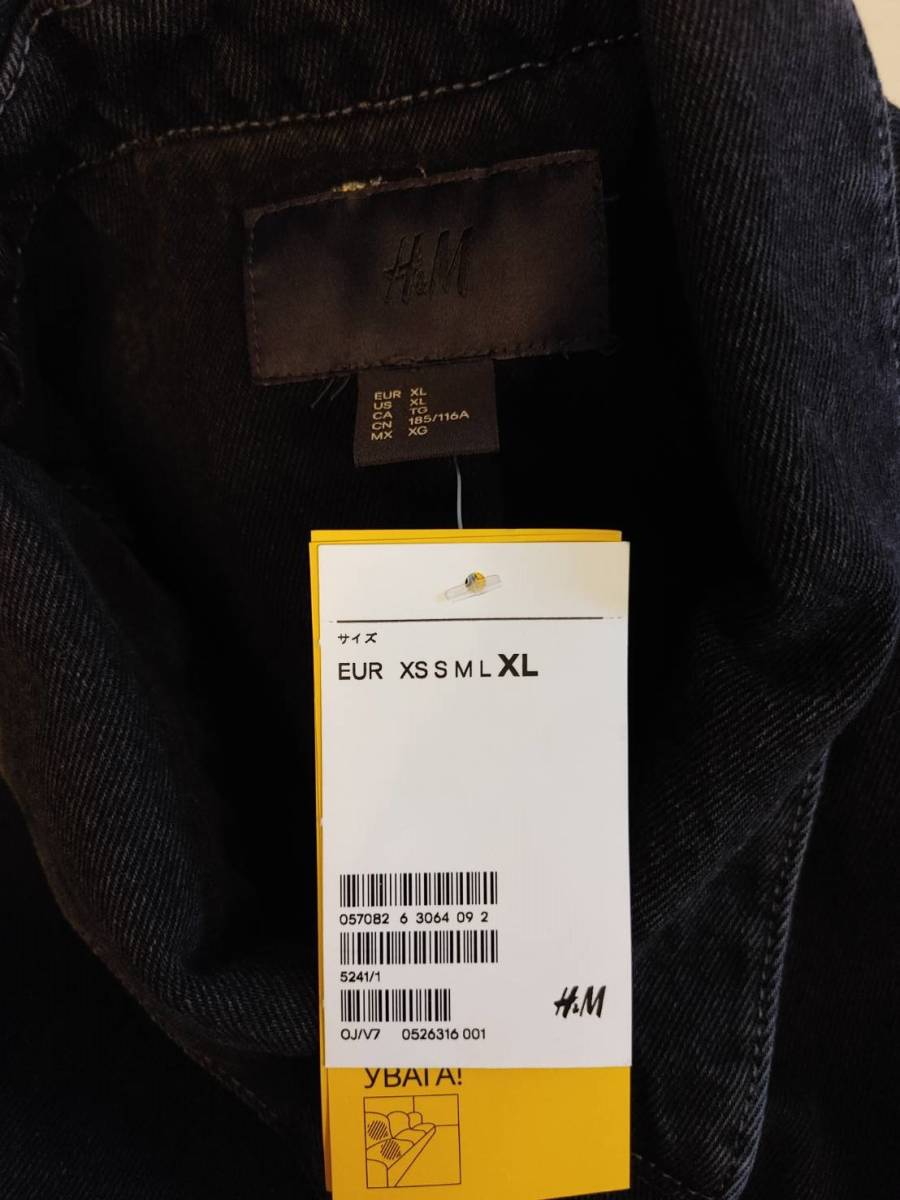 H&M
EUR XL
US XL
CA TG
CN 185/116A
MX XG
サイズ
EUR XS S M L XL
057082 6 3064 09 2
5241/1
OJ/V7 0526316 001
H&M
УВАГА!